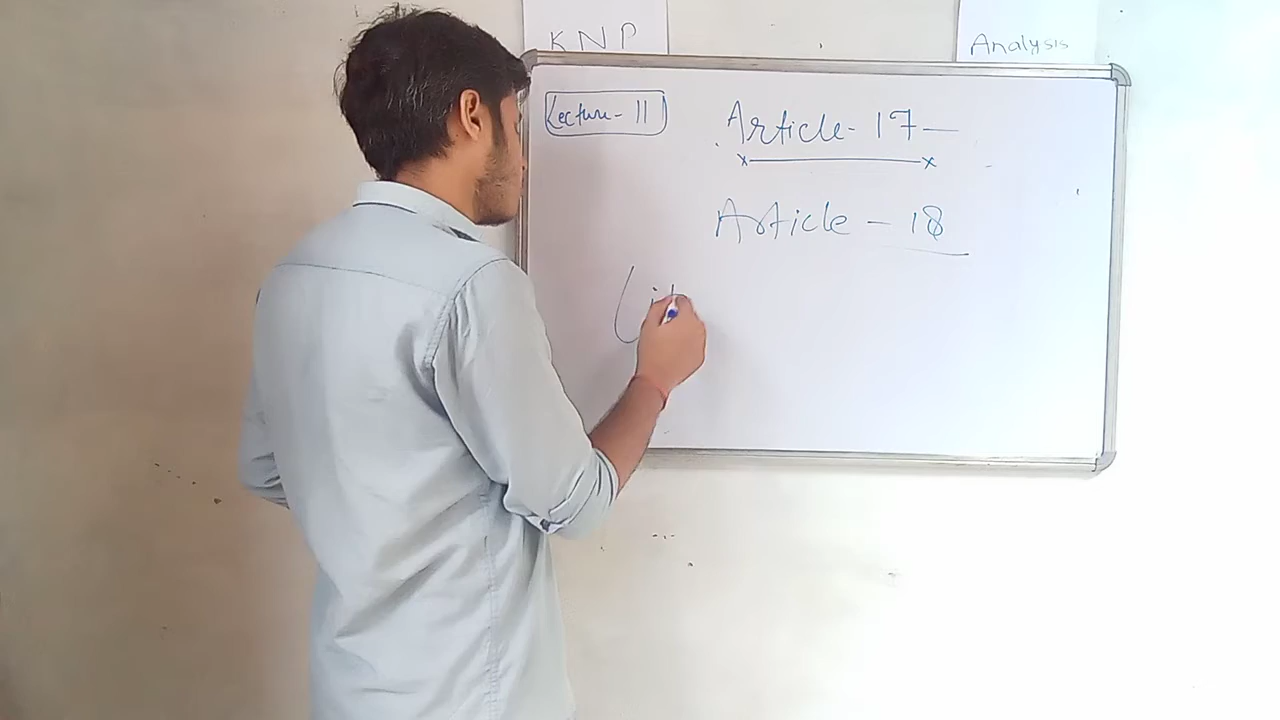 KNP
Analysis
Lecture - 11
Article - 17 —
Article - 18